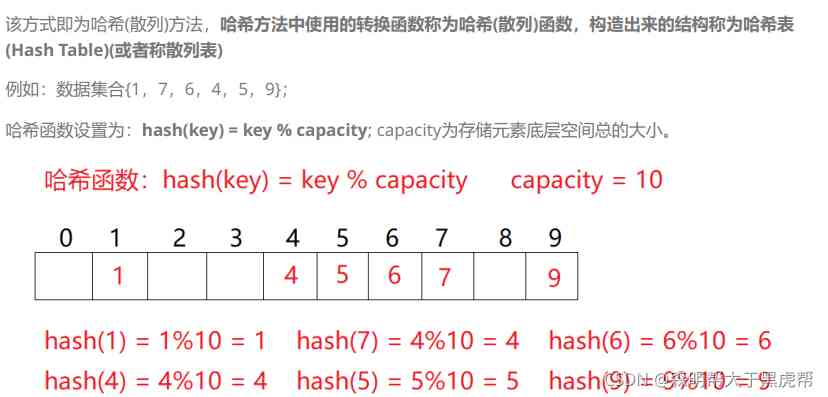 该方式即为哈希(散列)方法，哈希方法中使用的转换函数称为哈希(散列)函数，构造出来的结构称为哈希表
(Hash Table)(或者称散列表)
例如：数据集合{1，7，6，4，5，9}；
哈希函数设置为：hash(key) = key % capacity; capacity为存储元素底层空间总的大小。
哈希函数：hash(key) = key % capacity capacity = 10
0 1 2 3 4 5 6 7 8 9
1 4 5 6 7 9
hash(1) = 1%10 = 1 hash(7) = 4%10 = 4 hash(6) = 6%10 = 6
hash(4) = 4%10 = 4 hash(5) = 5%10 = 5 hash(9) = 9%10 = 9
CSDN @森明帮大于黑虎帮